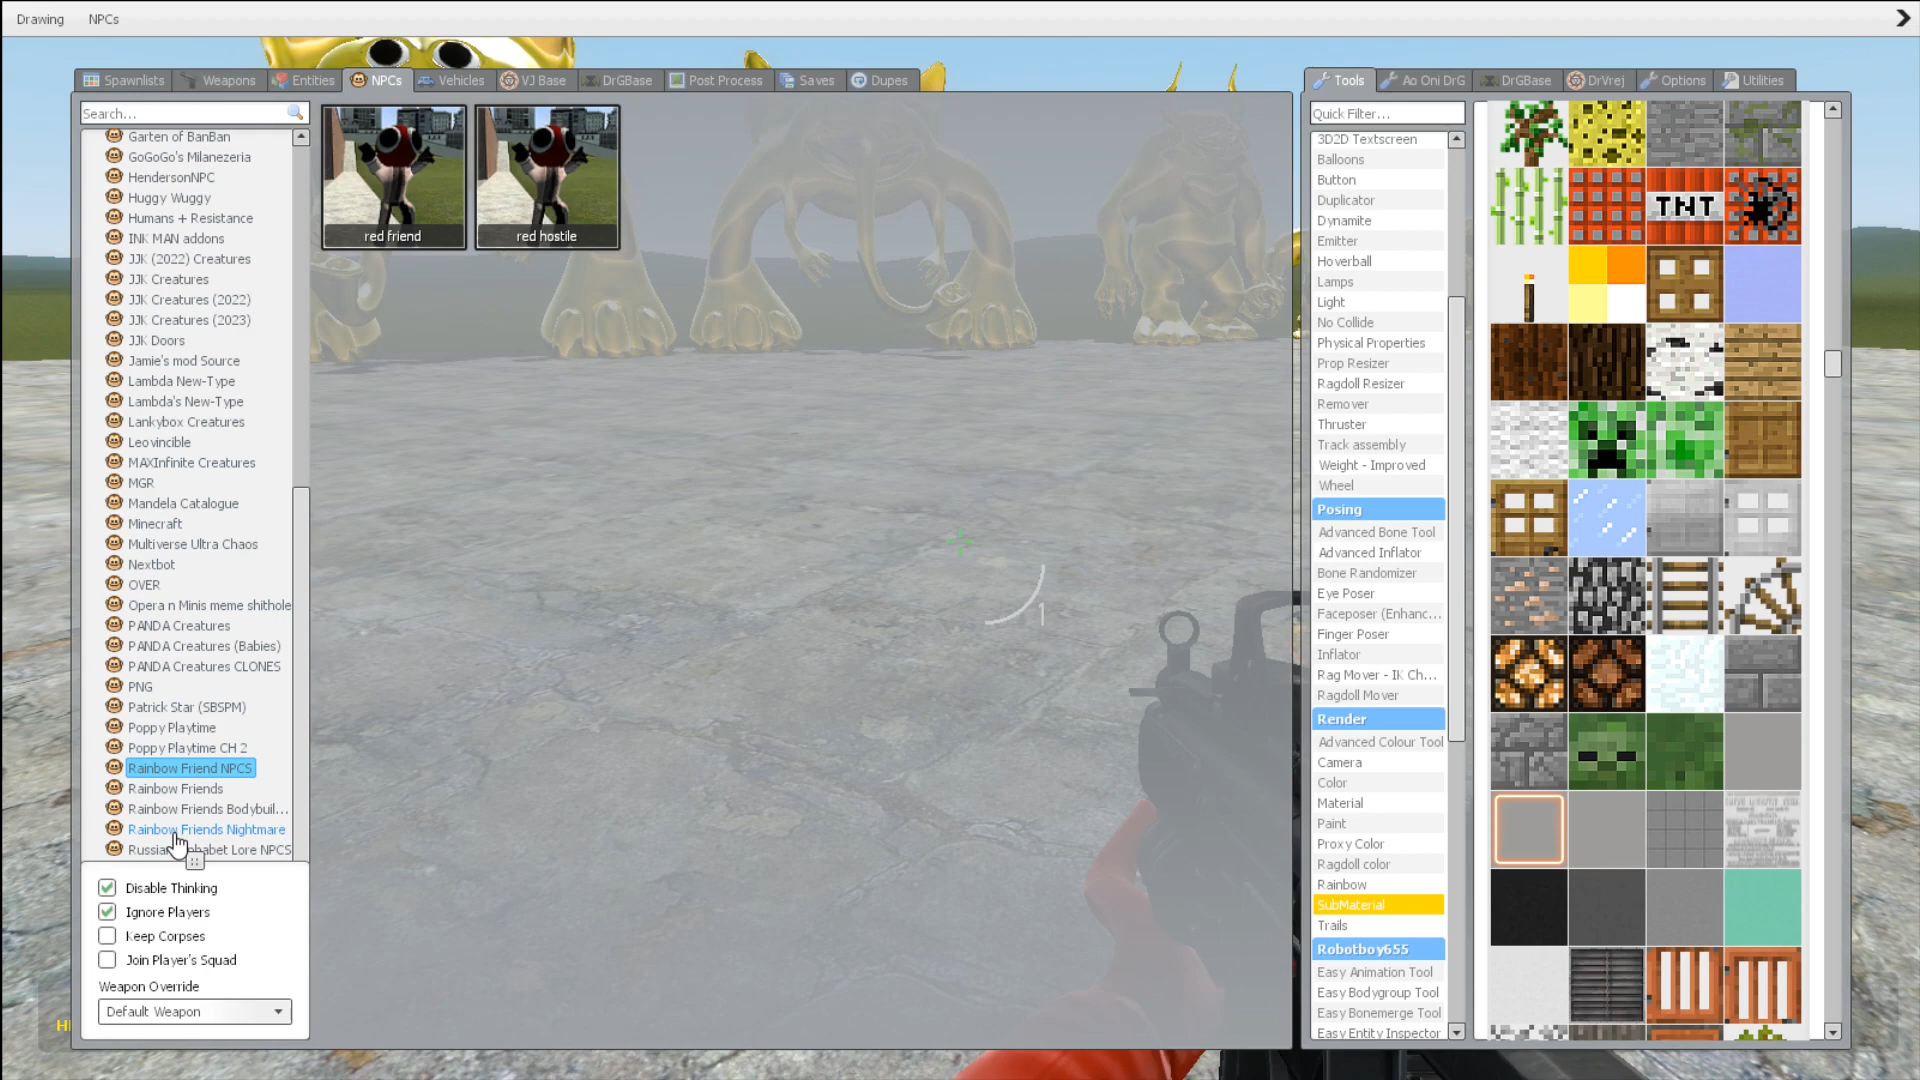 Drawing NPCs
Spawnlists Weapons Entities NPCs Vehicles VJ Base DrGBase Post Process Saves Dupes
Tools Ao Oni DrG DrGBase DrVrej Options Utilities
Search...
Garten of BanBan
GoGoGo's Milanezeria
HendersonNPC
Huggy Wuggy
Humans + Resistance
INK MAN addons
JJK (2022) Creatures
JJK Creatures
JJK Creatures (2022)
JJK Creatures (2023)
JJK Doors
Jamie's mod Source
Lambda New-Type
Lambda's New-Type
Lankybox Creatures
Leovincible
MAXInfinite Creatures
MGR
Mandela Catalogue
Minecraft
Multiverse Ultra Chaos
Nextbot
OVER
Opera n Minis meme shithole
PANDA Creatures
PANDA Creatures (Babies)
PANDA Creatures CLONES
PNG
Patrick Star (SBSPM)
Poppy Playtime
Poppy Playtime CH 2
Rainbow Friend NPCS
Rainbow Friends
Rainbow Friends Bodybuil...
Rainbow Friends Nightmare
Lore NPCS
Disable Thinking
Ignore Players
Keep Corpses
Join Player's Squad
Weapon Override
Default Weapon
red friend
red hostile
1
Quick Filter...
3D2D Textscreen
Balloons
Button
Duplicator
Dynamite
Emitter
Hoverball
Lamps
Light
No Collide
Physical Properties
Prop Resizer
Ragdoll Resizer
Remover
Thruster
Track assembly
Weight - Improved
Wheel
Posing
Advanced Bone Tool
Advanced Inflator
Bone Randomizer
Eye Poser
Faceposer (Enhanc...
Finger Poser
Inflator
Rag Mover - IK Ch...
Ragdoll Mover
Render
Advanced Colour Tool
Camera
Color
Material
Paint
Proxy Color
Ragdoll color
Rainbow
SubMaterial
Trails
Robotboy655
Easy Animation Tool
Easy Bodygroup Tool
Easy Bonemerge Tool
Easy Entity Inspector
TNT